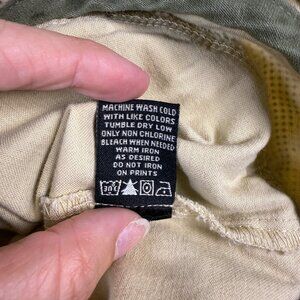 MACHINE WASH COLD
WITH LIKE COLORS
TUMBLE DRY LOW
ONLY NON CHLORINE
BLEACH WHEN NEEDED
WARM IRON
AS DESIRED
DO NOT IRON
ON PRINTS